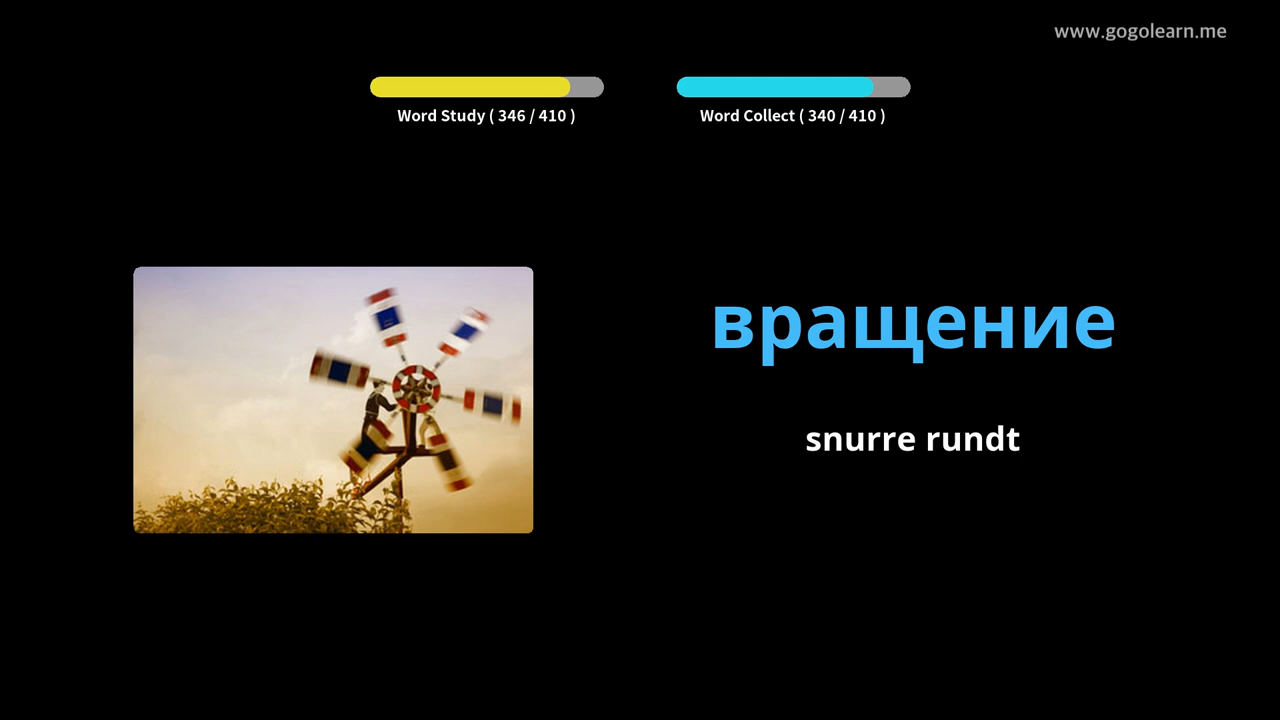 www.gogolearn.me
Word Study ( 346 / 410 )
Word Collect ( 340 / 410 )
вращение
snurre rundt